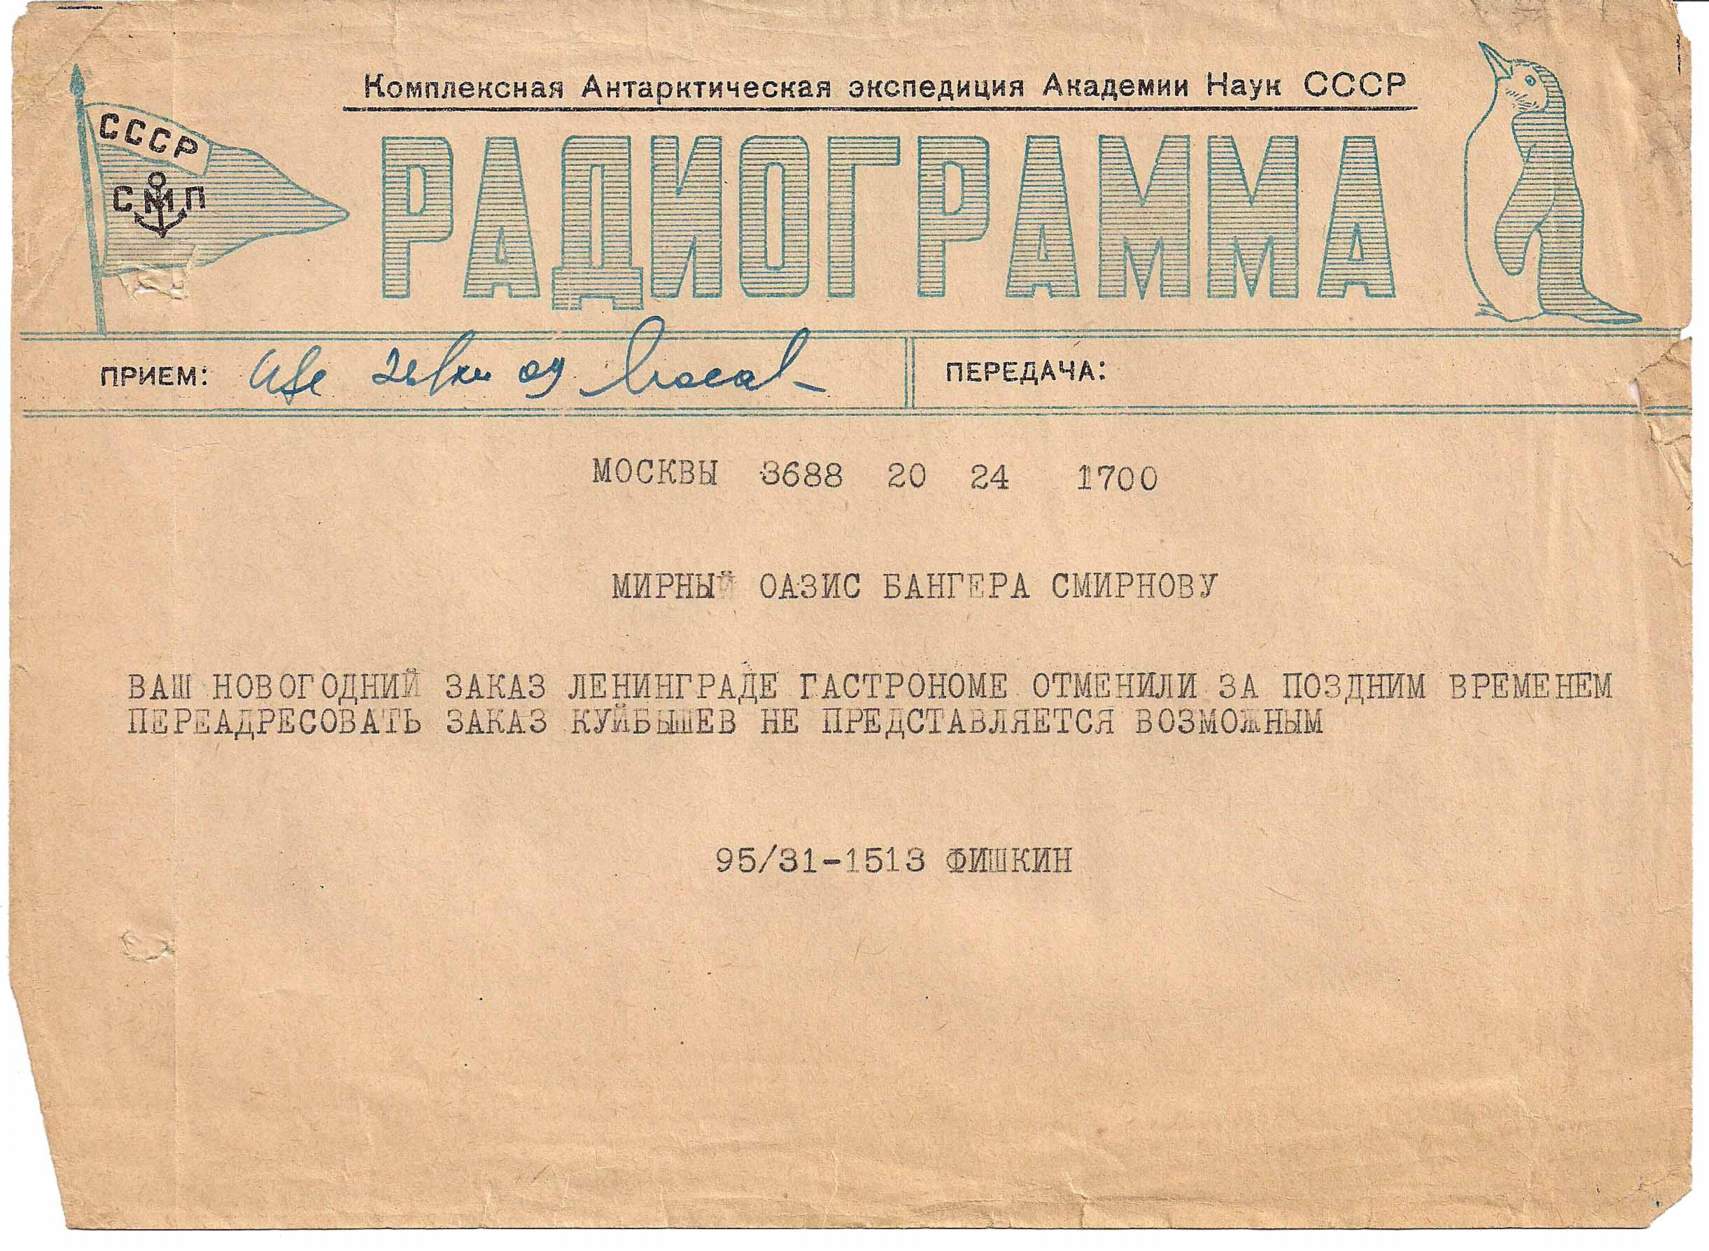 Комплексная Антарктическая экспедиция Академии Наук СССР
СССР
СМП
РАДИОГРАММА
ПРИЕМ: 09
ПЕРЕДАЧА:
МОСКВЫ 3688 20 24 1700
МИРНЫЙ ОАЗИС БАНГЕРА СМИРНОВУ
ВАШ НОВОГОДНИЙ ЗАКАЗ ЛЕНИНГРАДЕ ГАСТРОНОМЕ ОТМЕНИЛИ ЗА ПОЗДНИМ ВРЕМЕНЕМ
ПЕРЕАДРЕСОВАТЬ ЗАКАЗ КУЙБЫШЕВ НЕ ПРЕДСТАВЛЯЕТСЯ ВОЗМОЖНЫМ
95/31-1513 ФИШКИН